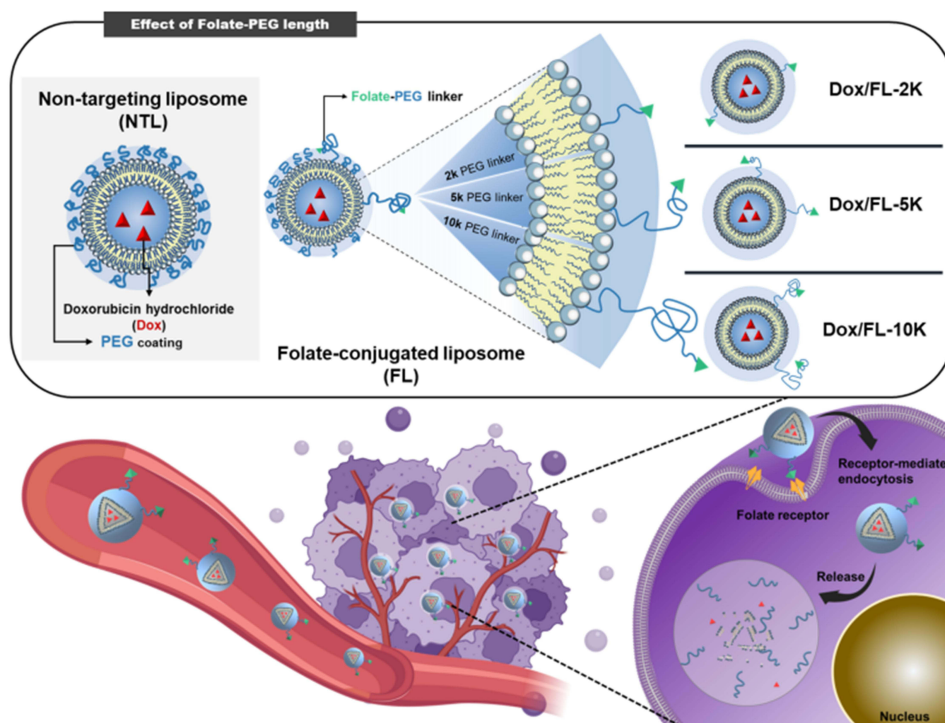 Effect of Folate-PEG length
Non-targeting liposome
(NTL)
Doxorubicin hydrochloride
(Dox)
PEG coating
Folate-PEG linker
2k PEG linker
5k PEG linker
10k PEG linker
Folate-conjugated liposome
(FL)
Dox/FL-2K
Dox/FL-5K
Dox/FL-10K
Receptor-mediate
endocytosis
Folate receptor
Release
Nucleus